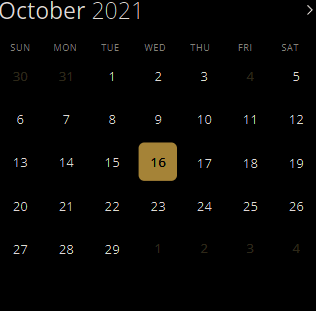 October 2021
SUN MON TUE WED THU FRI SAT
30 31 1 2 3 4 5
6 7 8 9 10 11 12
13 14 15 16 17 18 19
20 21 22 23 24 25 26
27 28 29 1 2 3 4